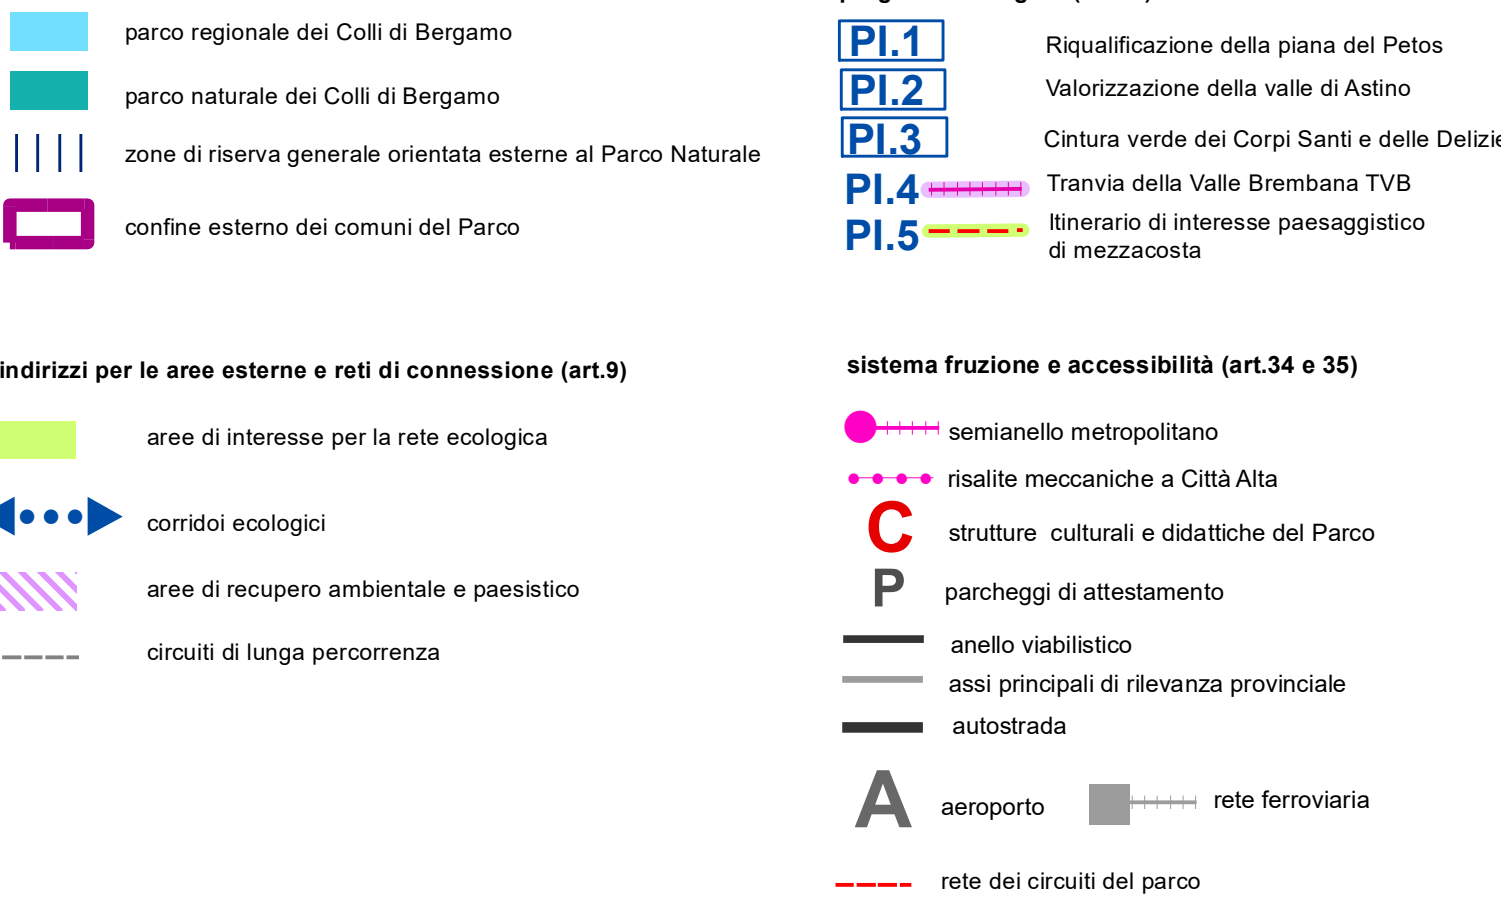 parco regionale dei Colli di Bergamo
parco naturale dei Colli di Bergamo
zone di riserva generale orientata esterne al Parco Naturale
confine esterno dei comuni del Parco
PI.1 Riqualificazione della piana del Petos
PI.2 Valorizzazione della valle di Astino
PI.3 Cintura verde dei Corpi Santi e delle Delizie
PI.4 Tranvia della Valle Brembana TVB
PI.5 Itinerario di interesse paesaggistico
di mezzacosta
indirizzi per le aree esterne e reti di connessione (art.9)
aree di interesse per la rete ecologica
corridoi ecologici
aree di recupero ambientale e paesistico
circuiti di lunga percorrenza
sistema fruzione e accessibilità (art.34 e 35)
semianello metropolitano
risalite meccaniche a Città Alta
C strutture culturali e didattiche del Parco
P parcheggi di attestamento
anello viabilistico
assi principali di rilevanza provinciale
autostrada
A aeroporto
rete ferroviaria
rete dei circuiti del parco